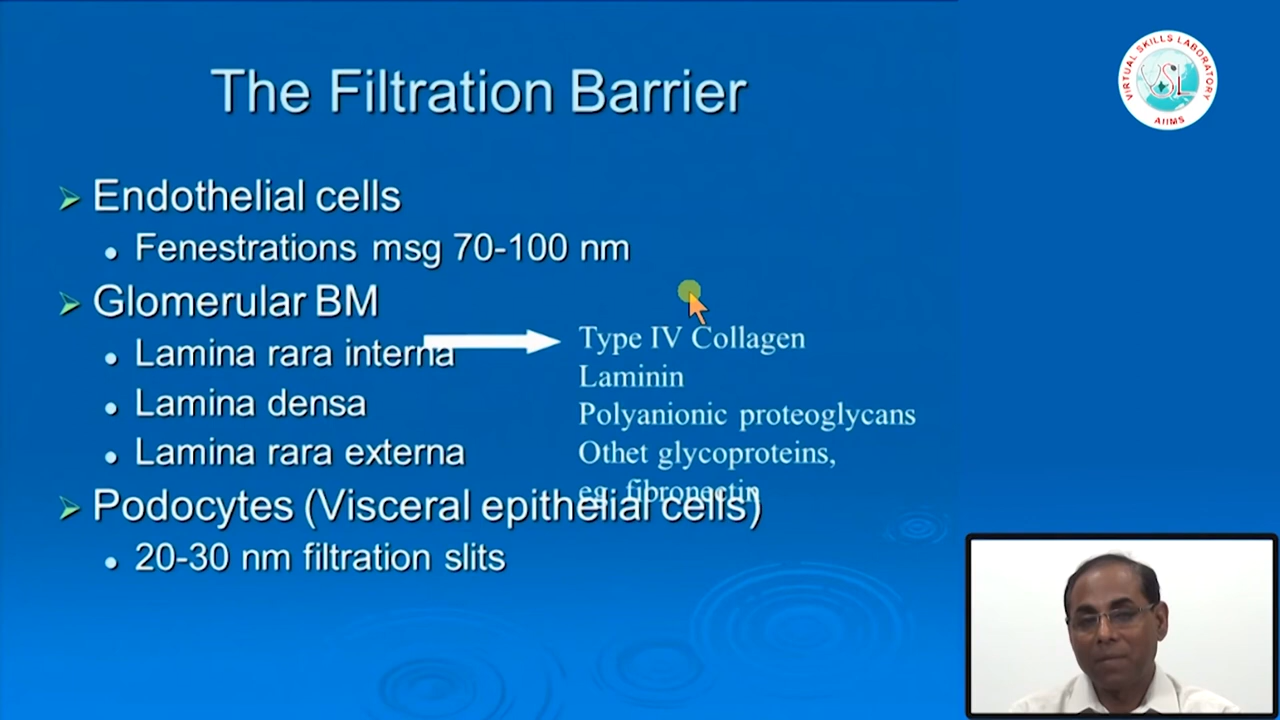 The Filtration Barrier
Endothelial cells
Fenestrations msg 70-100 nm
Glomerular BM
Lamina rara interna
Lamina densa
Lamina rara externa
Type IV Collagen
Laminin
Polyanionic proteoglycans
Othet glycoproteins,
eg. fibronectin
Podocytes (Visceral epithelial cells)
20-30 nm filtration slits
VIRTUAL SKILLS LABORATORY
VSL
AIIMS